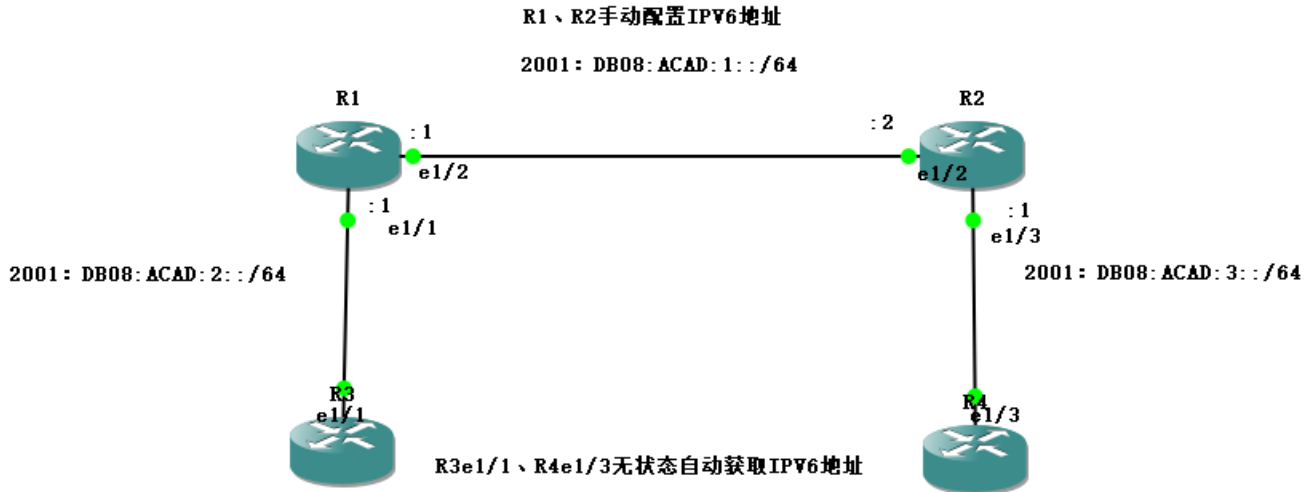 R1、R2手动配置IPV6地址
2001：DB08:ACAD:1::/64
R1
R2
:1
:2
e1/2
e1/2
:1
e1/1
:1
e1/3
2001：DB08:ACAD:2::/64
2001：DB08:ACAD:3::/64
R3
e1/1
R4
e1/3
R3e1/1、R4e1/3无状态自动获取IPV6地址